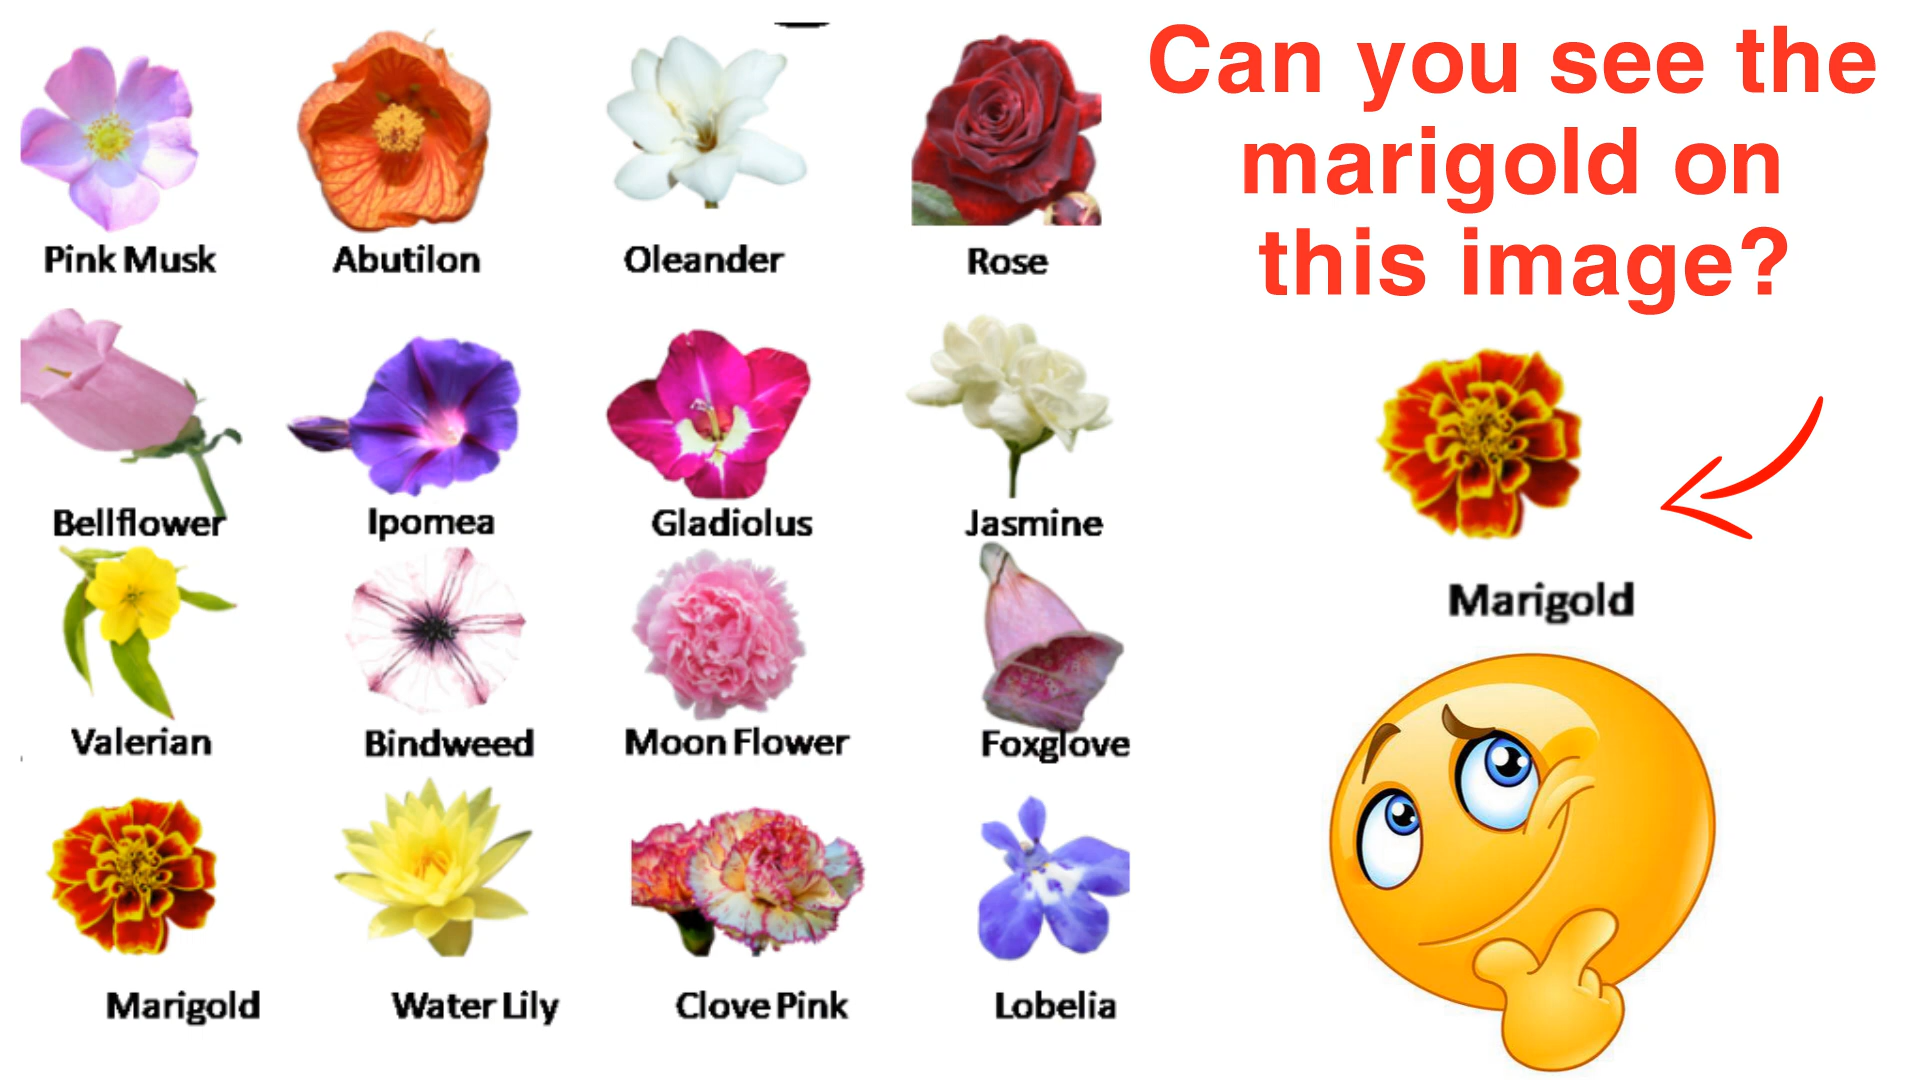 Can you see the
marigold on
this image?
Pink Musk
Abutilon
Oleander
Rose
Bellflower
Ipomea
Gladiolus
Jasmine
Valerian
Bindweed
Moon Flower
Foxglove
Marigold
Water Lily
Clove Pink
Lobelia
Marigold